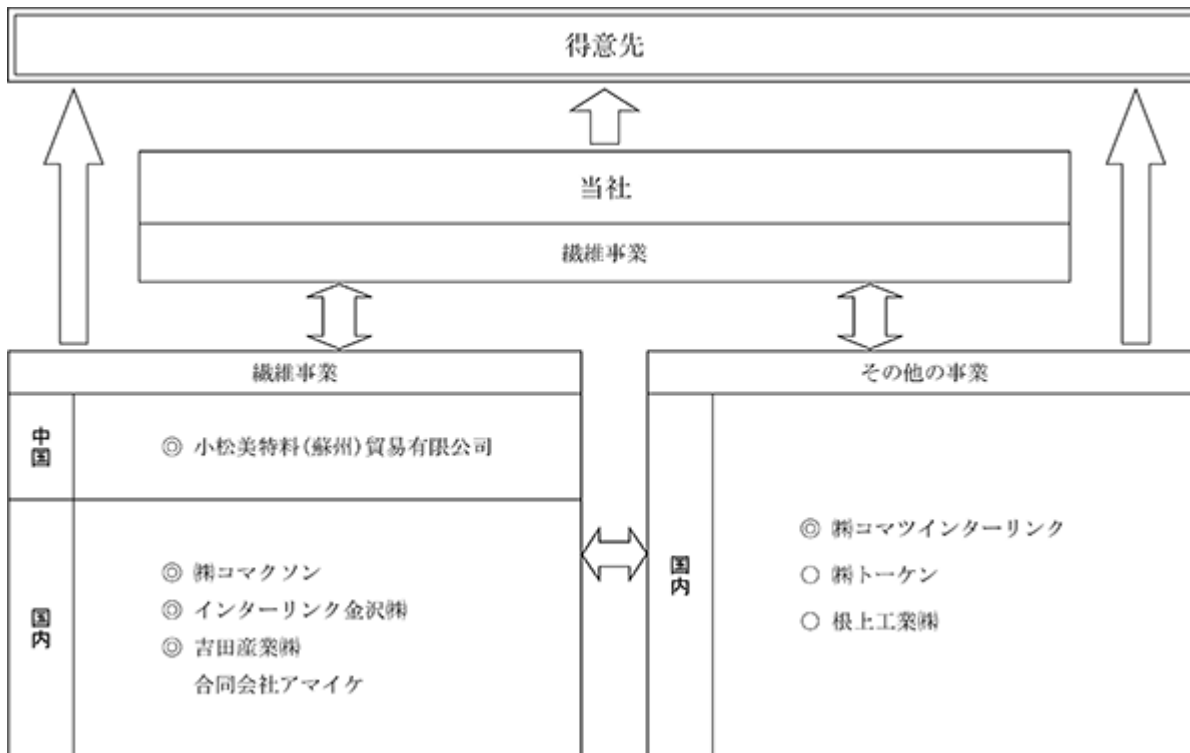 得意先
当社
繊維事業
繊維事業
中国
◎ 小松美特料(蘇州)貿易有限公司
国内
◎ ㈱コマクソン
◎ インターリンク金沢㈱
◎ 吉田産業㈱
合同会社アマイケ
その他の事業
国内
◎ ㈱コマツインターリンク
○ ㈱トーケン
○ 根上工業㈱